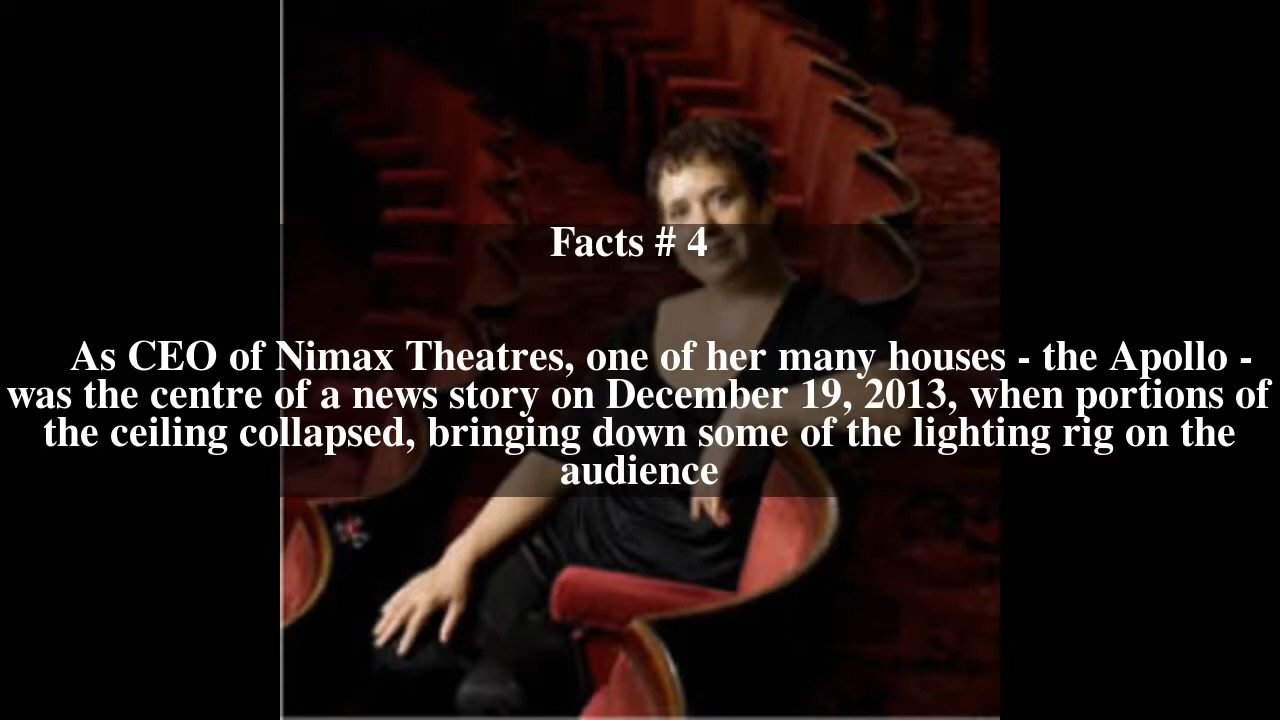 Facts # 4
As CEO of Nimax Theatres, one of her many houses - the Apollo -
was the centre of a news story on December 19, 2013, when portions of
the ceiling collapsed, bringing down some of the lighting rig on the
audience